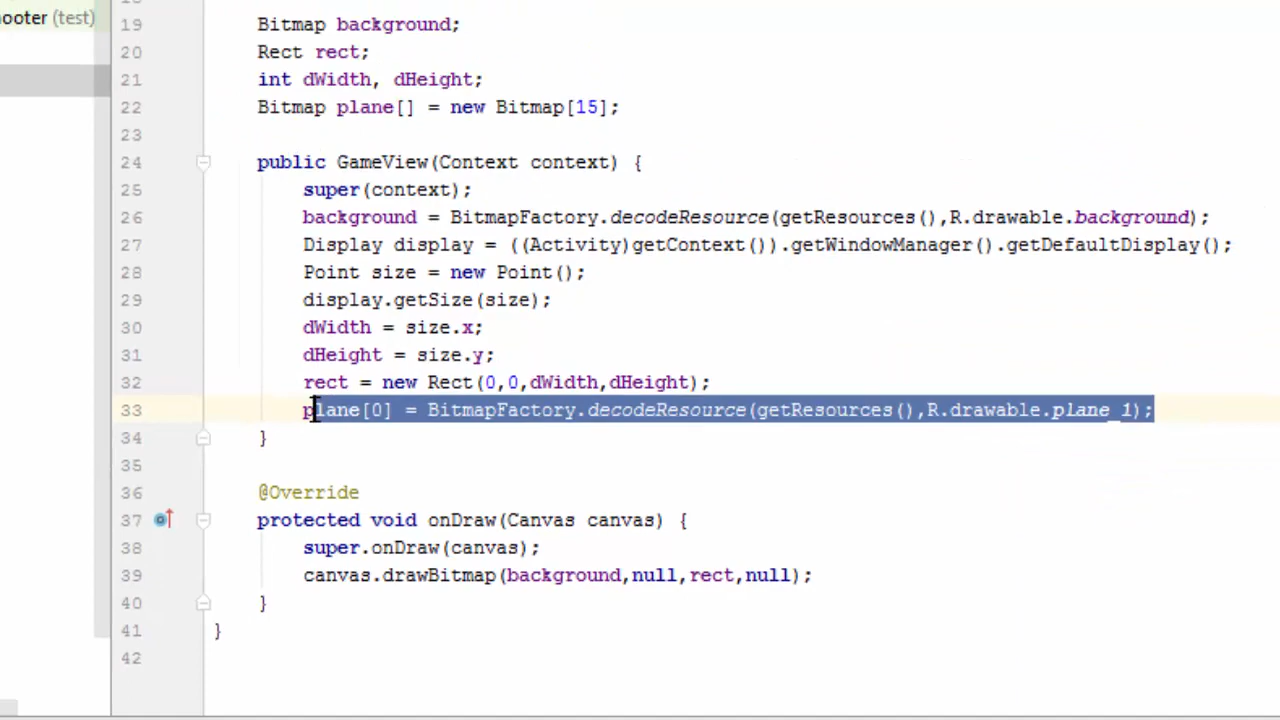 ooter (test)
19 Bitmap background;
20 Rect rect;
21 int dWidth, dHeight;
22 Bitmap plane[] = new Bitmap[15];
23
24 public GameView(Context context) {
25 super(context);
26 background = BitmapFactory.decodeResource(getResources(),R.drawable.background);
27 Display display = ((Activity)getContext()).getWindowManager().getDefaultDisplay();
28 Point size = new Point();
29 display.getSize(size);
30 dWidth = size.x;
31 dHeight = size.y;
32 rect = new Rect(0,0,dWidth,dHeight);
33 plane[0] = BitmapFactory.decodeResource(getResources(),R.drawable.plane_1);
34 }
35
36 @Override
37 protected void onDraw(Canvas canvas) {
38 super.onDraw(canvas);
39 canvas.drawBitmap(background,null,rect,null);
40 }
41 }
42